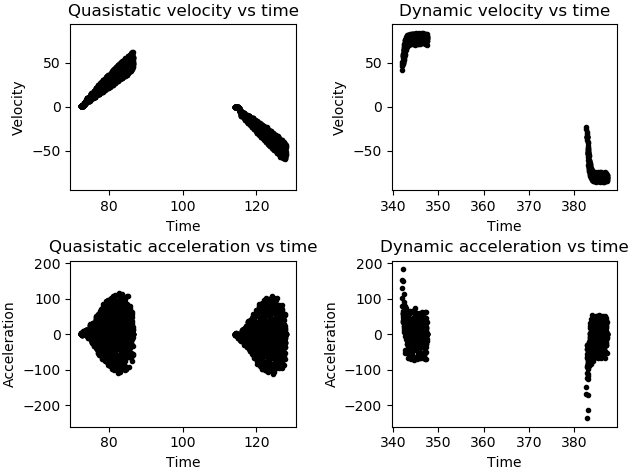 Quasistatic velocity vs time
Velocity
50
0
−50
80
100
120
Time
Dynamic velocity vs time
Velocity
50
0
−50
340
350
360
370
380
Time
Quasistatic acceleration vs time
Acceleration
200
100
0
−100
−200
80
100
120
Time
Dynamic acceleration vs time
Acceleration
200
100
0
−100
−200
340
350
360
370
380
Time